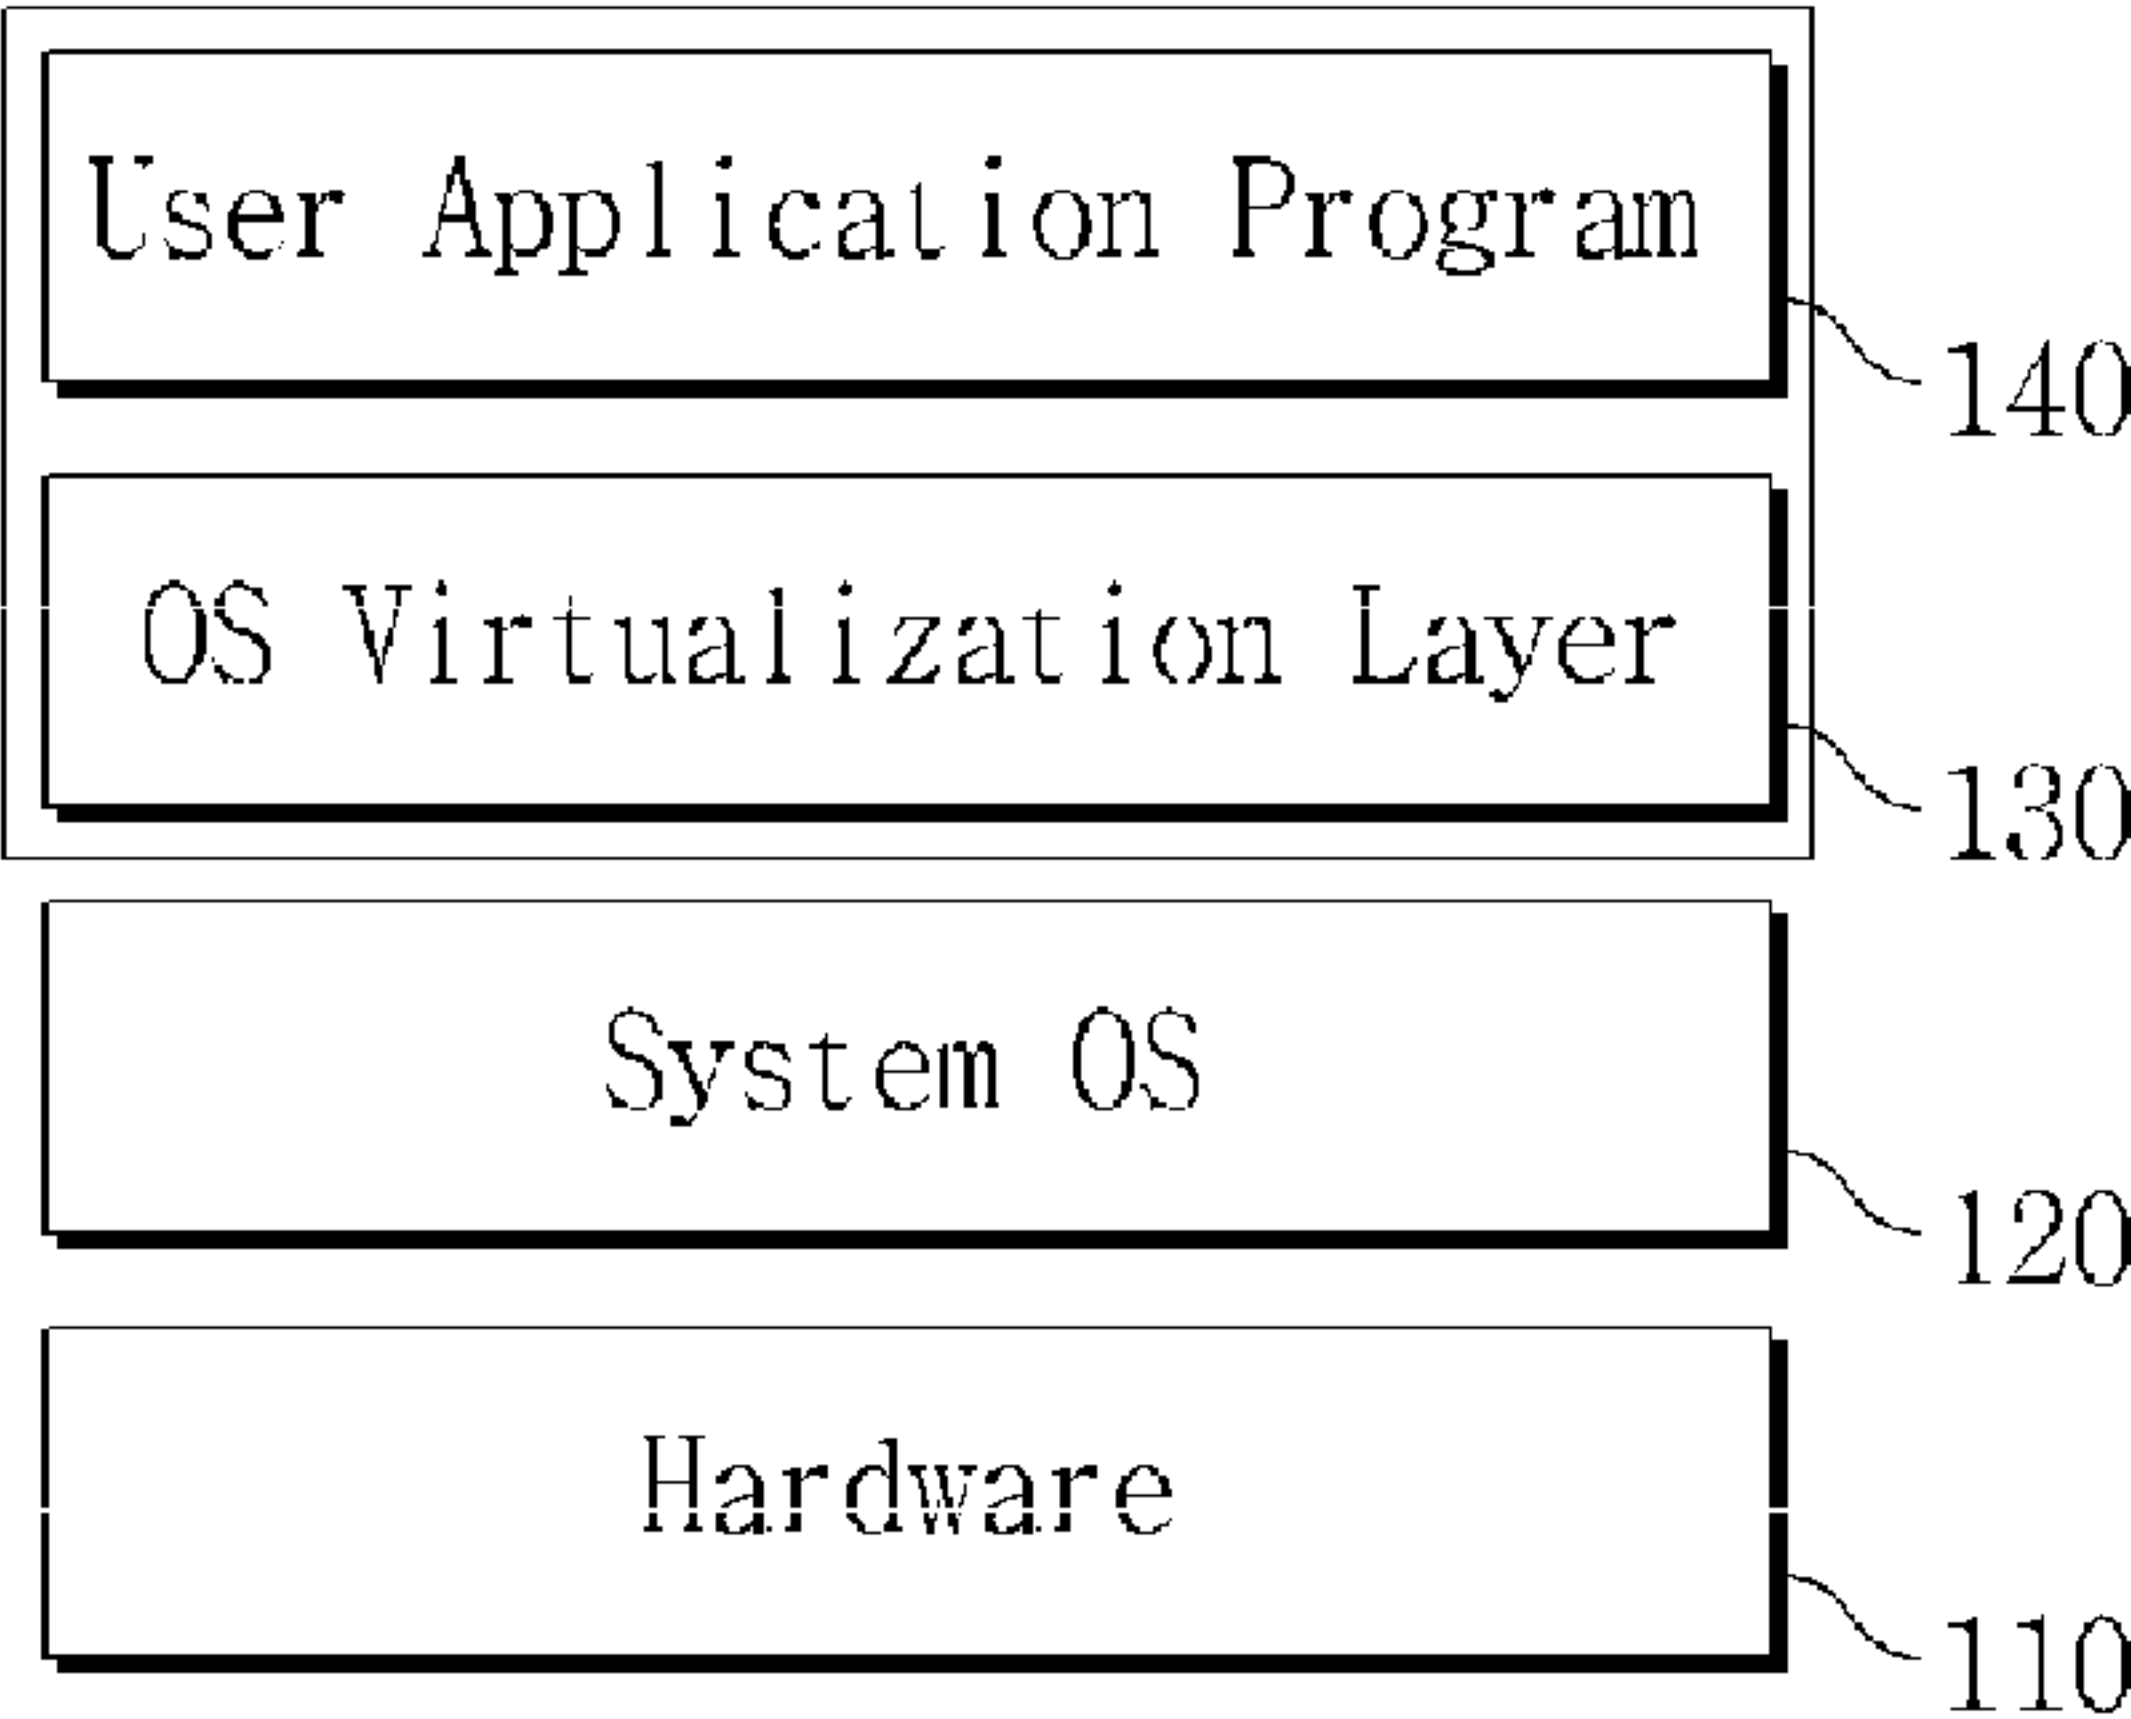 User Application Program
140
OS Virtualization Layer
130
System OS
120
Hardware
110